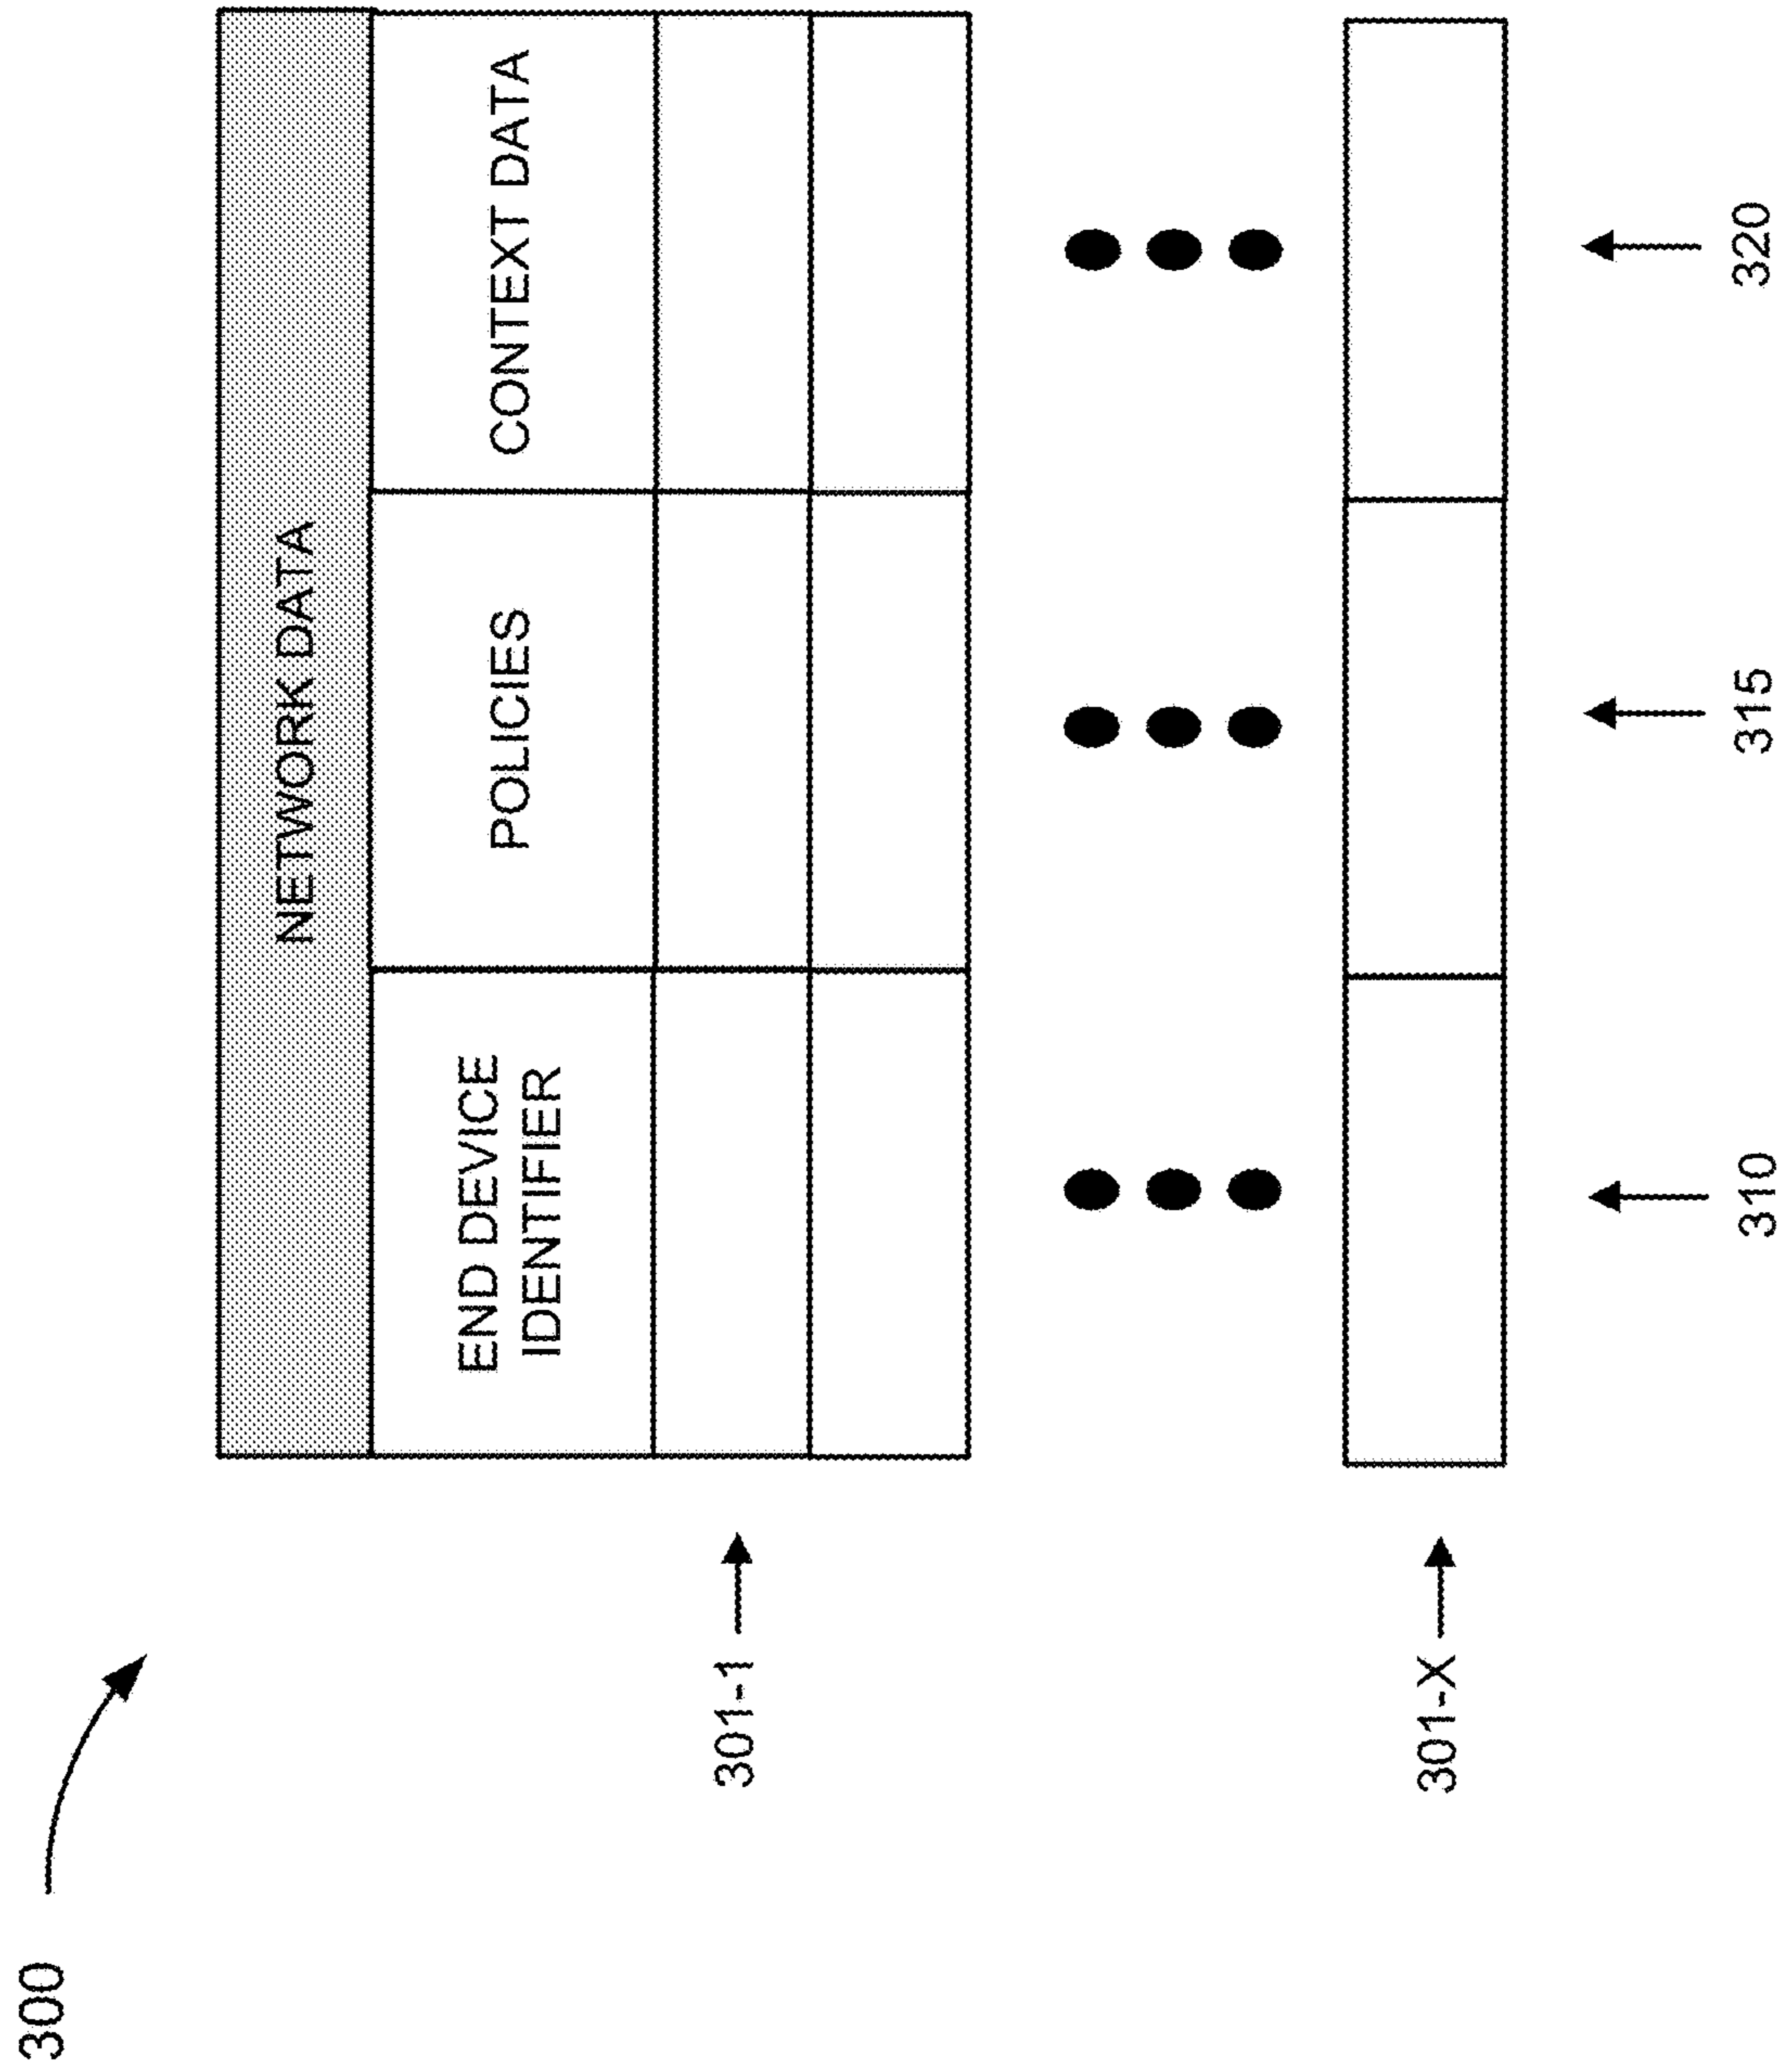 300
NETWORK DATA
END DEVICE
IDENTIFIER
POLICIES
CONTEXT DATA
301-1
301-X
310
315
320